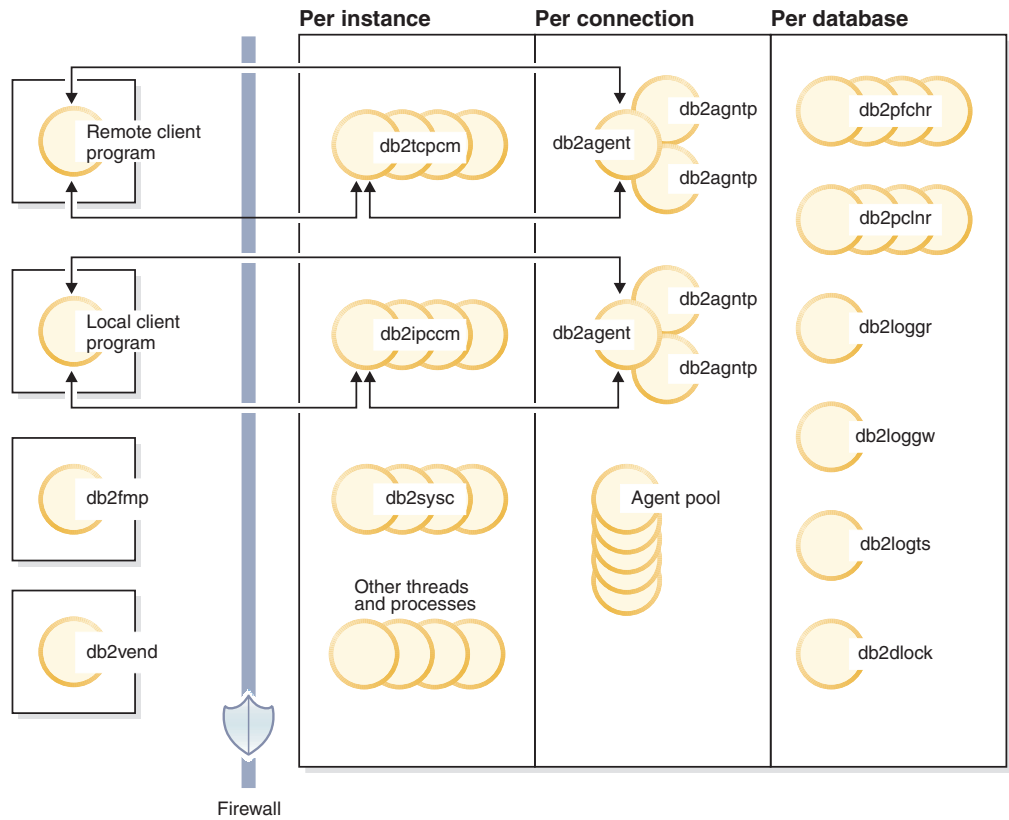 Per instance
Per connection
Per database
Remote client
program
db2tcpcm
db2agent
db2agntp
db2agntp
db2pfchr
db2pclnr
Local client
program
db2ipccm
db2agent
db2agntp
db2agntp
db2loggr
db2loggw
db2fmp
db2sysc
Agent pool
db2logts
Other threads
and processes
db2vend
db2dlock
Firewall